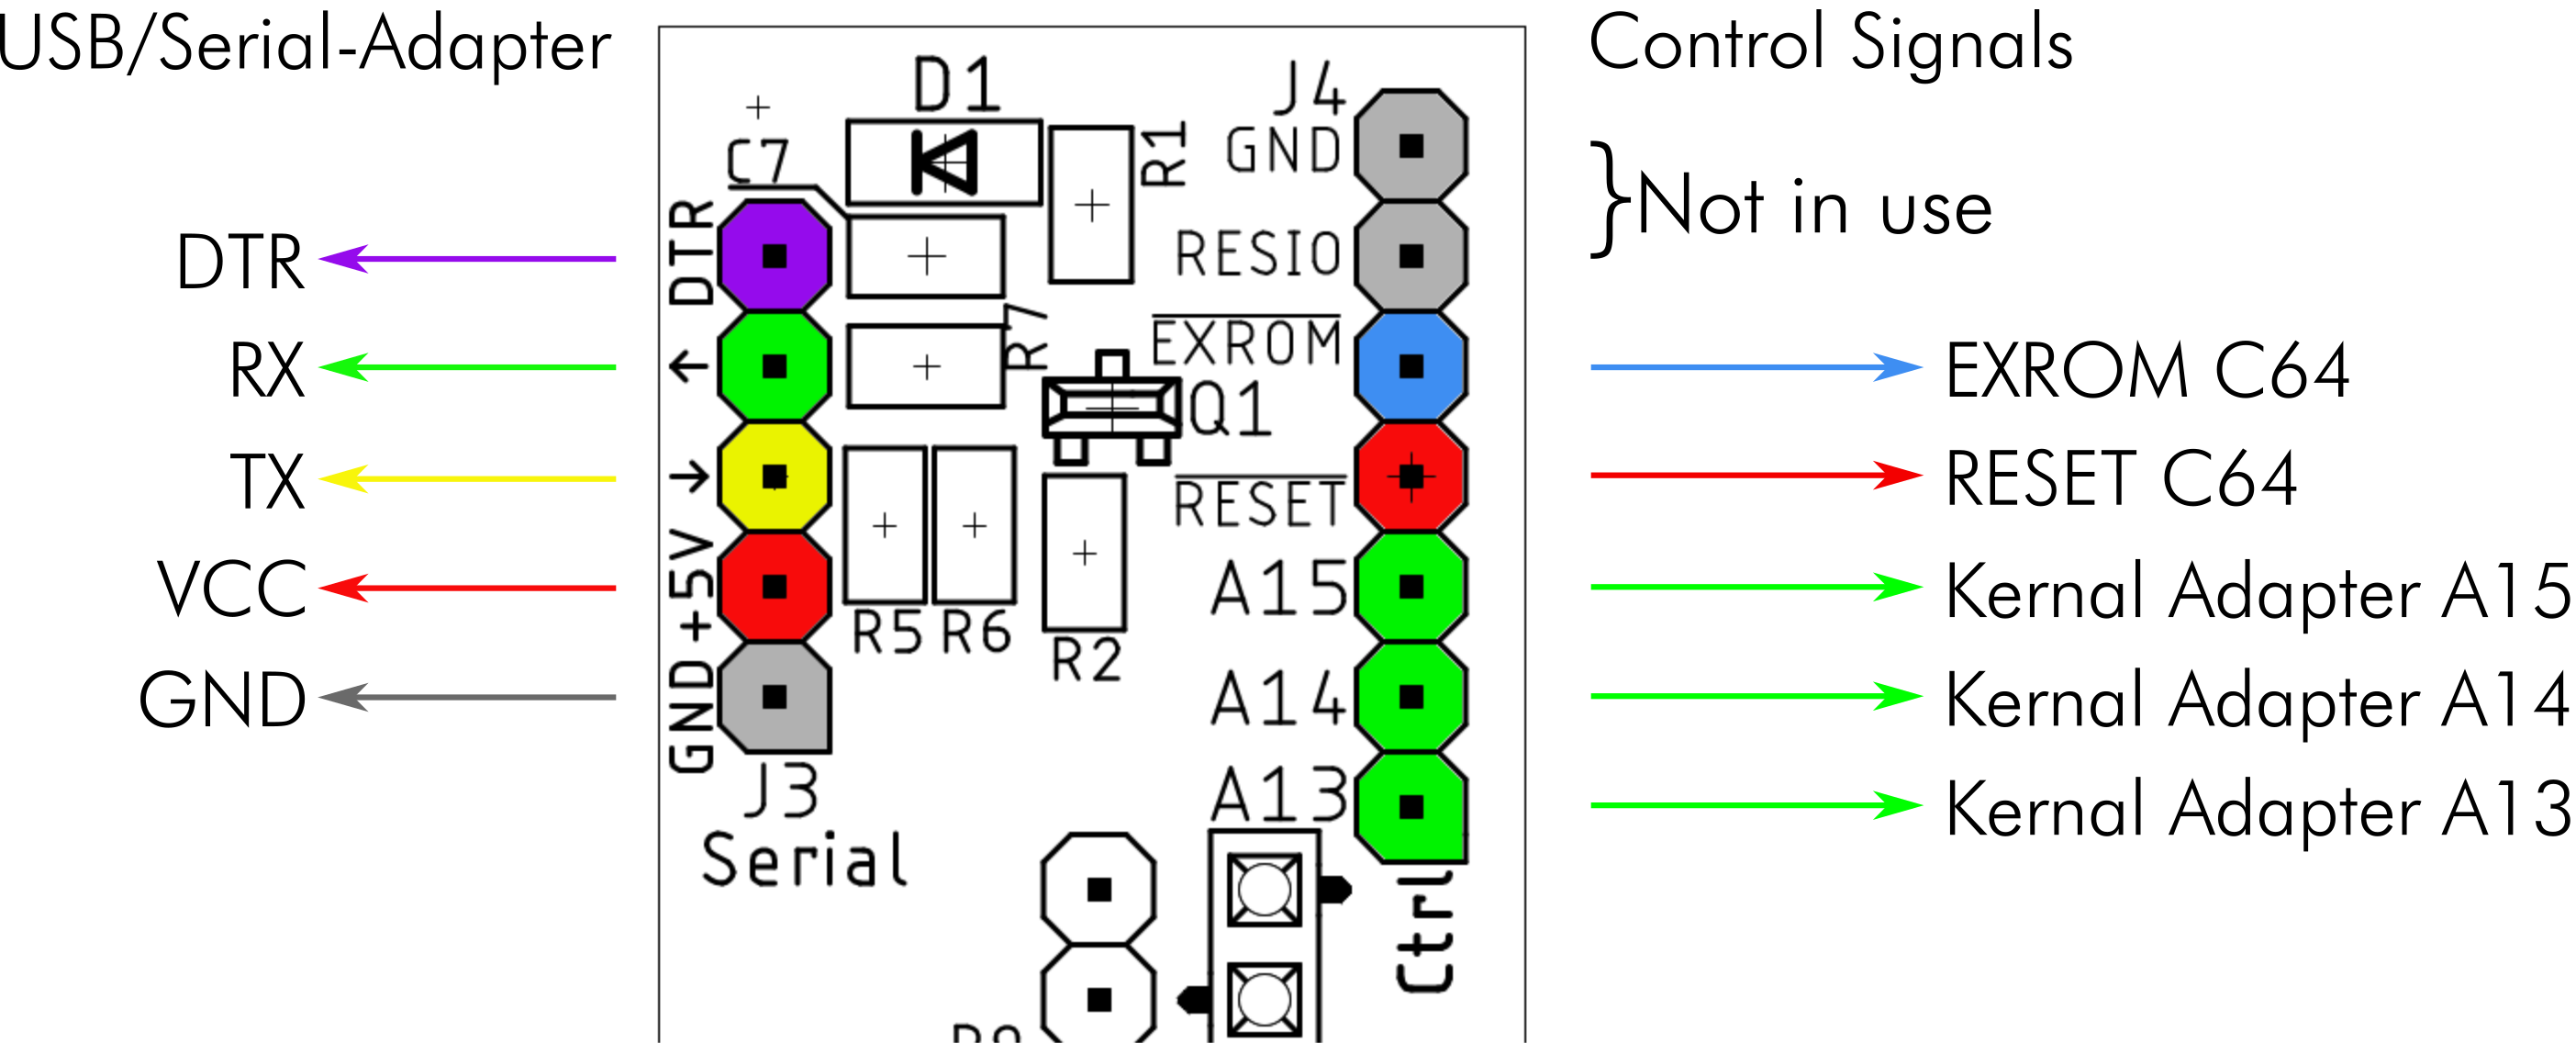 USB/Serial-Adapter
Control Signals
D1
J4
GND
C7
R1
Not in use
DTR
DTR
RESIO
R7
EXROM
EXROM C64
RX
←
Q1
TX
→
RESET
RESET C64
VCC
+5V
A15
Kernal Adapter A15
R5
R6
R2
GND
GND
A14
Kernal Adapter A14
J3
A13
Kernal Adapter A13
Serial
Ctrl